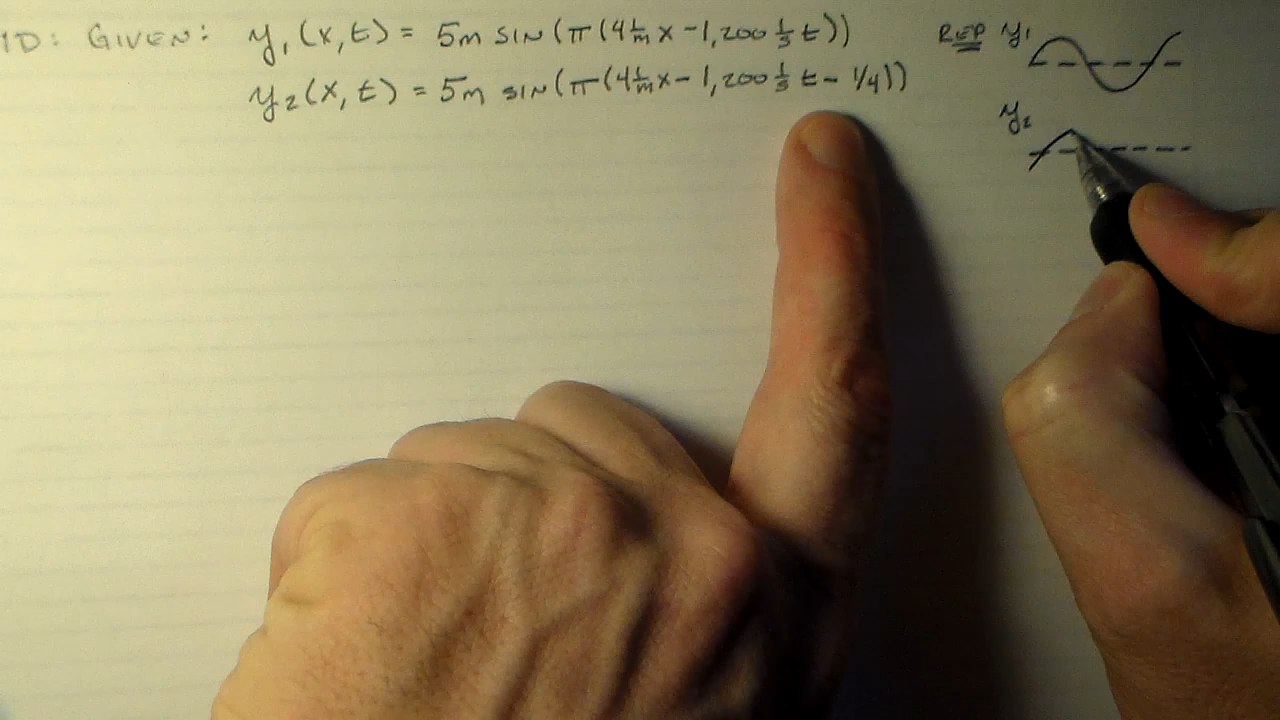 1D: GIVEN: y₁(x,t) = 5m SIN(π(4 1/m x - 1,200 1/s t)) REP y₁
y₂(x,t) = 5m SIN(π(4 1/m x - 1,200 1/s t - 1/4))
y₂